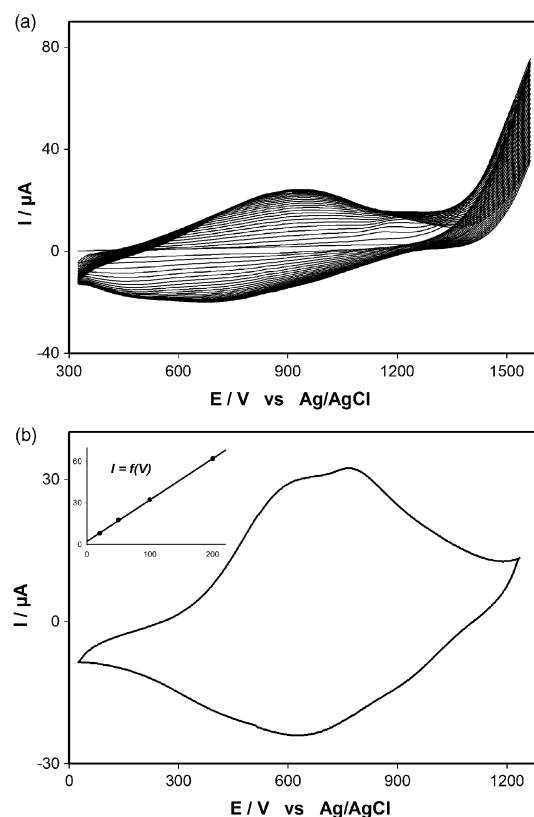 (a)
80
40
0
-40
I / µA
300 600 900 1200 1500
E / V vs Ag/AgCl
(b)
60
30
0
I = f(V)
0 100 200
30
0
-30
I / µA
0 300 600 900 1200
E / V vs Ag/AgCl